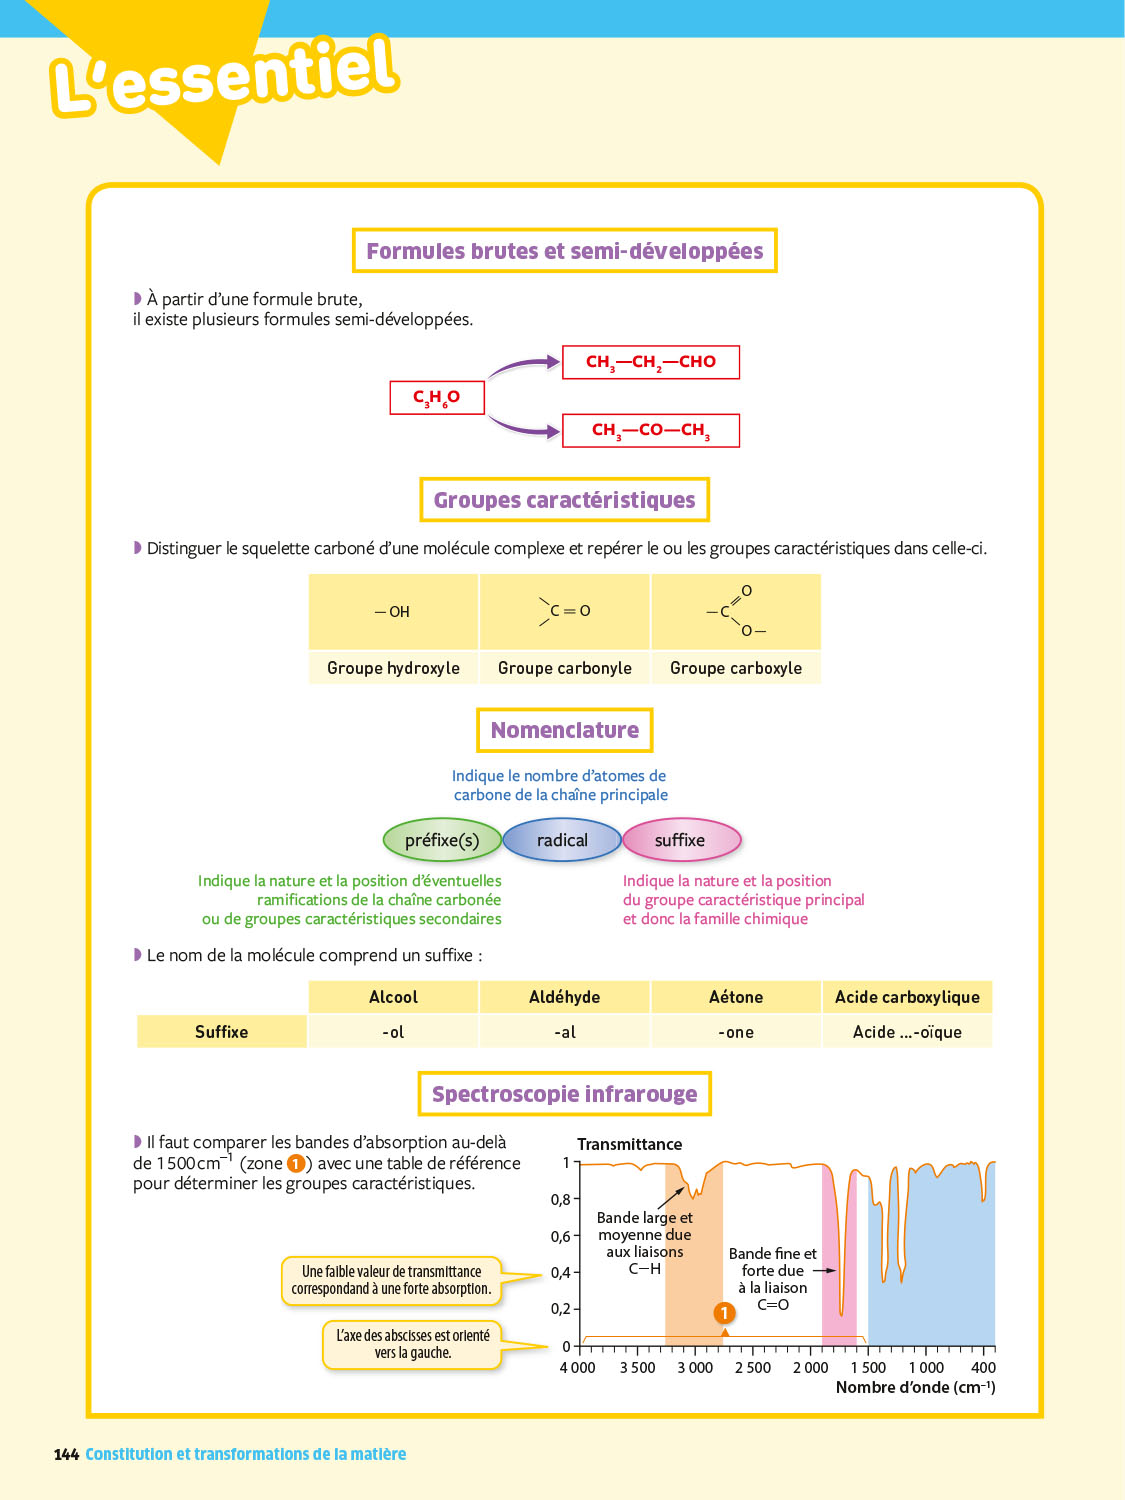 L'essentiel
Formules brutes et semi-développées
◗ À partir d'une formule brute,
il existe plusieurs formules semi-développées.
CH₃—CH₂—CHO
C₃H₆O
CH₃—CO—CH₃
Groupes caractéristiques
◗ Distinguer le squelette carboné d'une molécule complexe et repérer le ou les groupes caractéristiques dans celle-ci.
— OH
C = O
— C
O
O —
Groupe hydroxyle
Groupe carbonyle
Groupe carboxyle
Nomenclature
Indique le nombre d'atomes de
carbone de la chaîne principale
préfixe(s)
radical
suffixe
Indique la nature et la position d'éventuelles
ramifications de la chaîne carbonée
ou de groupes caractéristiques secondaires
Indique la nature et la position
du groupe caractéristique principal
et donc la famille chimique
◗ Le nom de la molécule comprend un suffixe :
Alcool
Aldéhyde
Aétone
Acide carboxylique
Suffixe
-ol
-al
-one
Acide ...-oïque
Spectroscopie infrarouge
◗ Il faut comparer les bandes d'absorption au-delà
de 1 500 cm⁻¹ (zone 1) avec une table de référence
pour déterminer les groupes caractéristiques.
Une faible valeur de transmittance
correspondand à une forte absorption.
L'axe des abscisses est orienté
vers la gauche.
Transmittance
1
0,8
0,6
0,4
0,2
0
Bande large et
moyenne due
aux liaisons
C—H
Bande fine et
forte due
à la liaison
C=O
1
4 000 3 500 3 000 2 500 2 000 1 500 1 000 400
Nombre d'onde (cm⁻¹)
144 Constitution et transformations de la matière